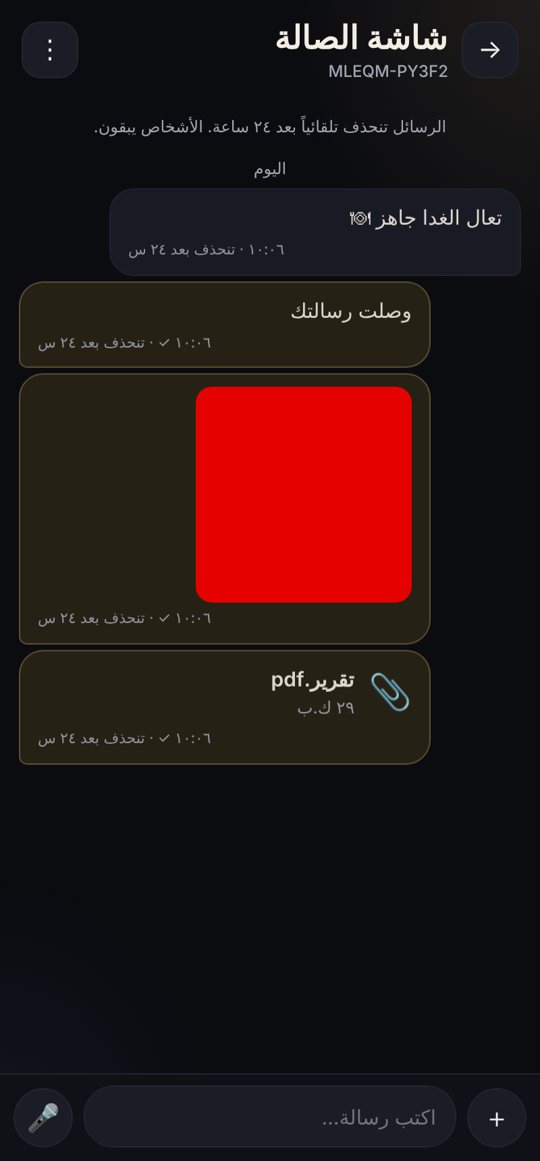 شاشة الصالة
MLEQM-PY3F2
الرسائل تنحذف تلقائياً بعد ٢٤ ساعة. الأشخاص يبقون.
اليوم
تعال الغدا جاهز 🍽
١٠:٠٦ · تنحذف بعد ٢٤ س
وصلت رسالتك
١٠:٠٦ ✓ · تنحذف بعد ٢٤ س
١٠:٠٦ ✓ · تنحذف بعد ٢٤ س
تقرير.pdf
٢٩ ك.ب
١٠:٠٦ ✓ · تنحذف بعد ٢٤ س
اكتب رسالة...